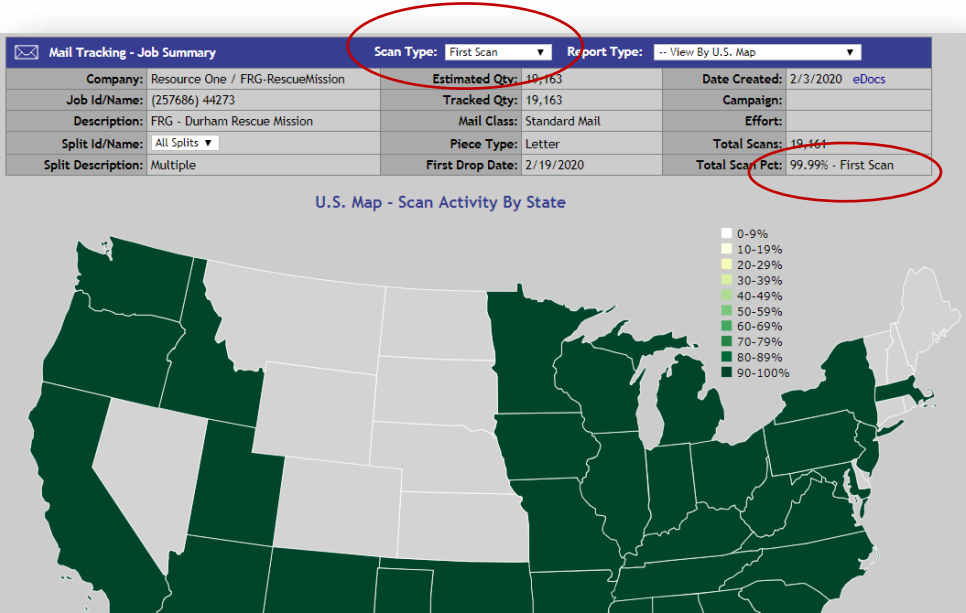 Mail Tracking - Job Summary Scan Type: First Scan ▼ Report Type: -- View By U.S. Map ▼
Company: Resource One / FRG-RescueMission Estimated Qty: 19,163 Date Created: 2/3/2020 eDocs
Job Id/Name: (257686) 44273 Tracked Qty: 19,163 Campaign:
Description: FRG - Durham Rescue Mission Mail Class: Standard Mail Effort:
Split Id/Name: All Splits ▼ Piece Type: Letter Total Scans: 19,161
Split Description: Multiple First Drop Date: 2/19/2020 Total Scan Pct: 99.99% - First Scan
U.S. Map - Scan Activity By State
0-9%
10-19%
20-29%
30-39%
40-49%
50-59%
60-69%
70-79%
80-89%
90-100%